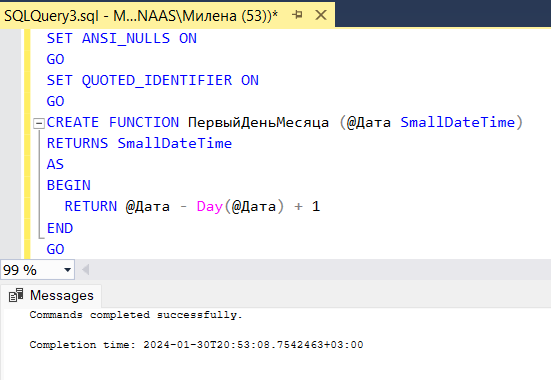 SQLQuery3.sql - M...NAAS\Милена (53))*
SET ANSI_NULLS ON
GO
SET QUOTED_IDENTIFIER ON
GO
CREATE FUNCTION ПервыйДеньМесяца (@Дата SmallDateTime)
RETURNS SmallDateTime
AS
BEGIN
RETURN @Дата - Day(@Дата) + 1
END
GO
99 %
Messages
Commands completed successfully.
Completion time: 2024-01-30T20:53:08.7542463+03:00